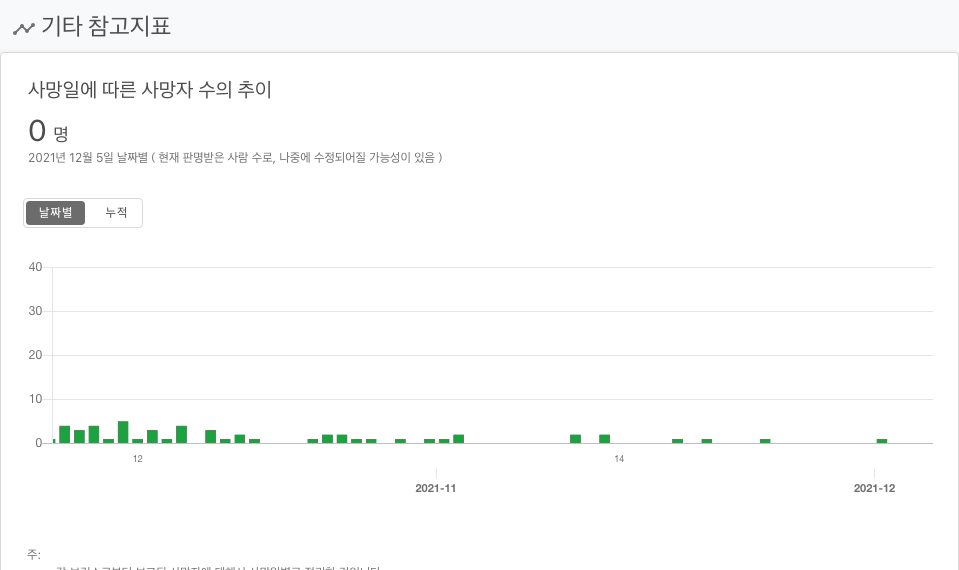 기타 참고지표
사망일에 따른 사망자 수의 추이
0 명
2021년 12월 5일 날짜별 ( 현재 판명받은 사람 수로, 나중에 수정되어질 가능성이 있음 )
날짜별 누적
40
30
20
10
0
12 14
2021-11 2021-12
주: